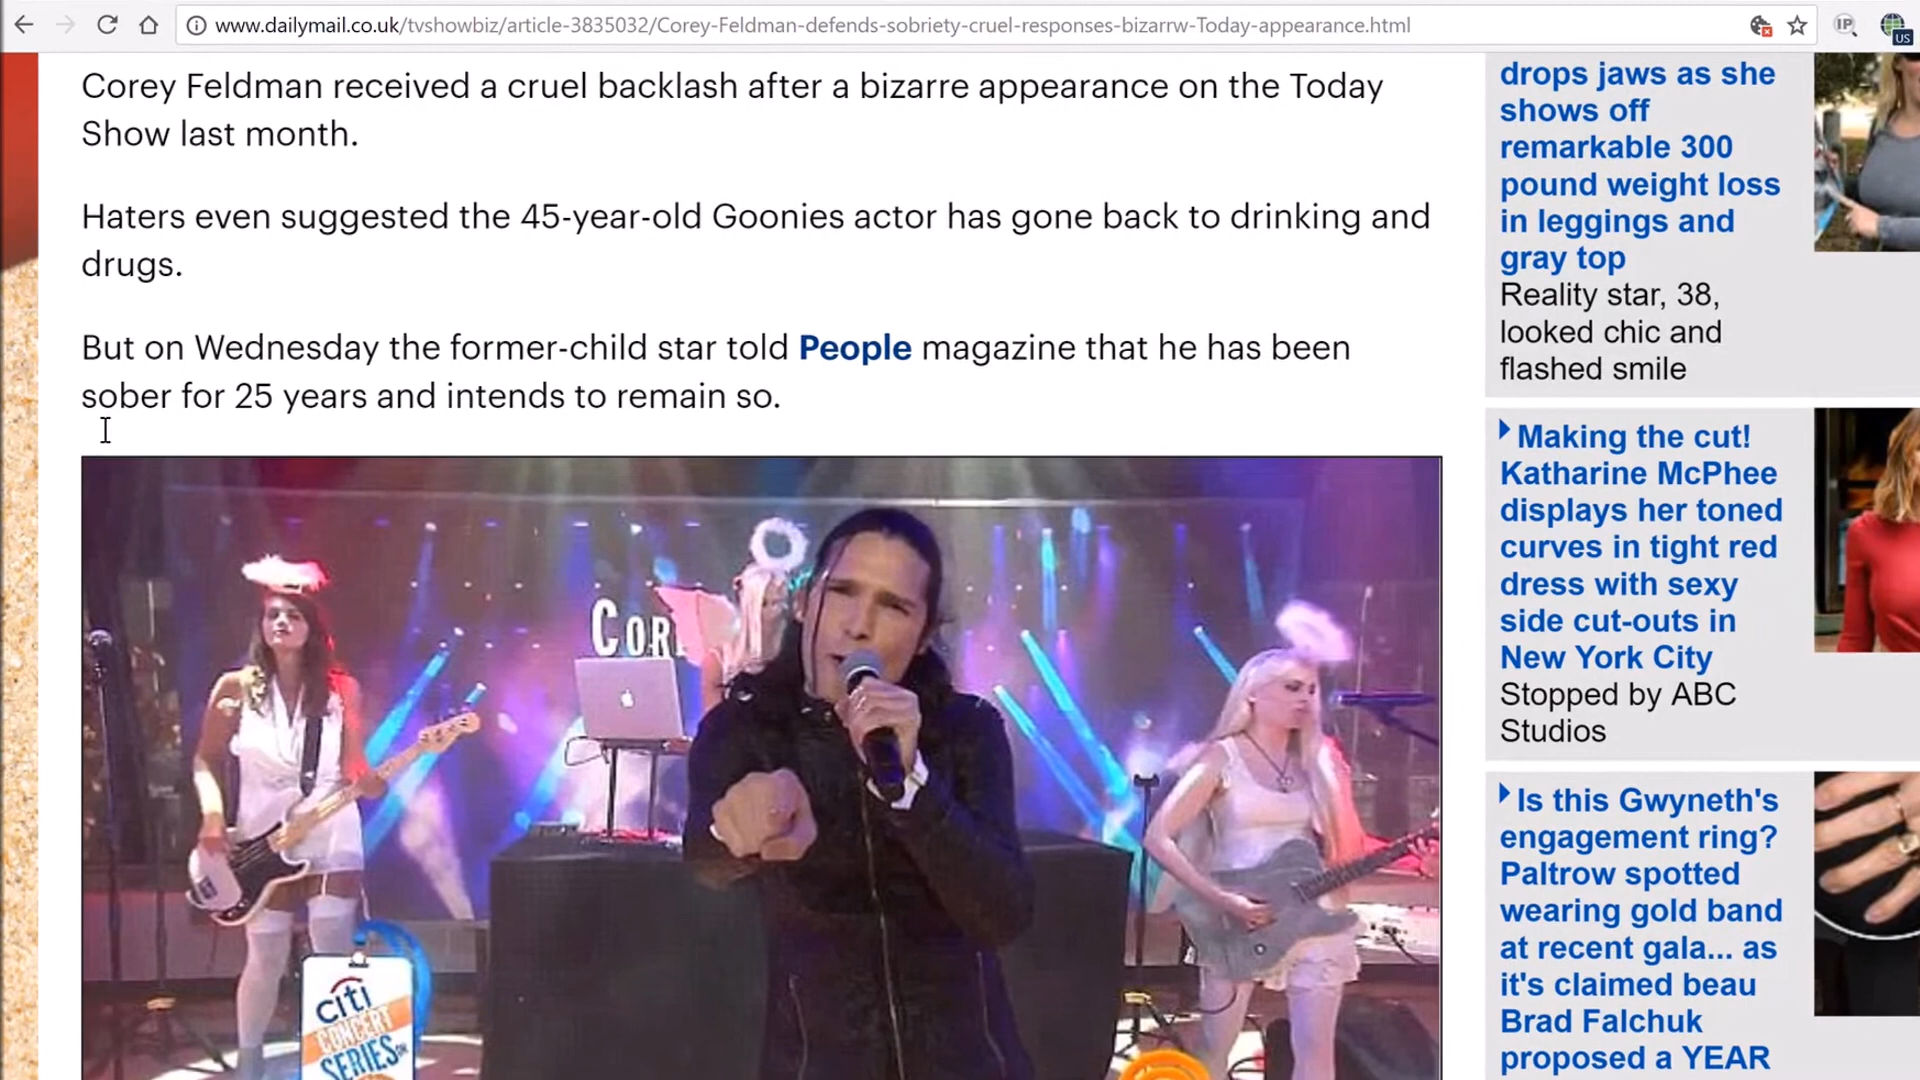 www.dailymail.co.uk/tvshowbiz/article-3835032/Corey-Feldman-defends-sobriety-cruel-responses-bizarrw-Today-appearance.html
IP
US
Corey Feldman received a cruel backlash after a bizarre appearance on the Today
Show last month.
Haters even suggested the 45-year-old Goonies actor has gone back to drinking and
drugs.
But on Wednesday the former-child star told People magazine that he has been
sober for 25 years and intends to remain so.
COR
citi
CONCERT
SERIES
drops jaws as she
shows off
remarkable 300
pound weight loss
in leggings and
gray top
Reality star, 38,
looked chic and
flashed smile
Making the cut!
Katharine McPhee
displays her toned
curves in tight red
dress with sexy
side cut-outs in
New York City
Stopped by ABC
Studios
Is this Gwyneth's
engagement ring?
Paltrow spotted
wearing gold band
at recent gala... as
it's claimed beau
Brad Falchuk
proposed a YEAR